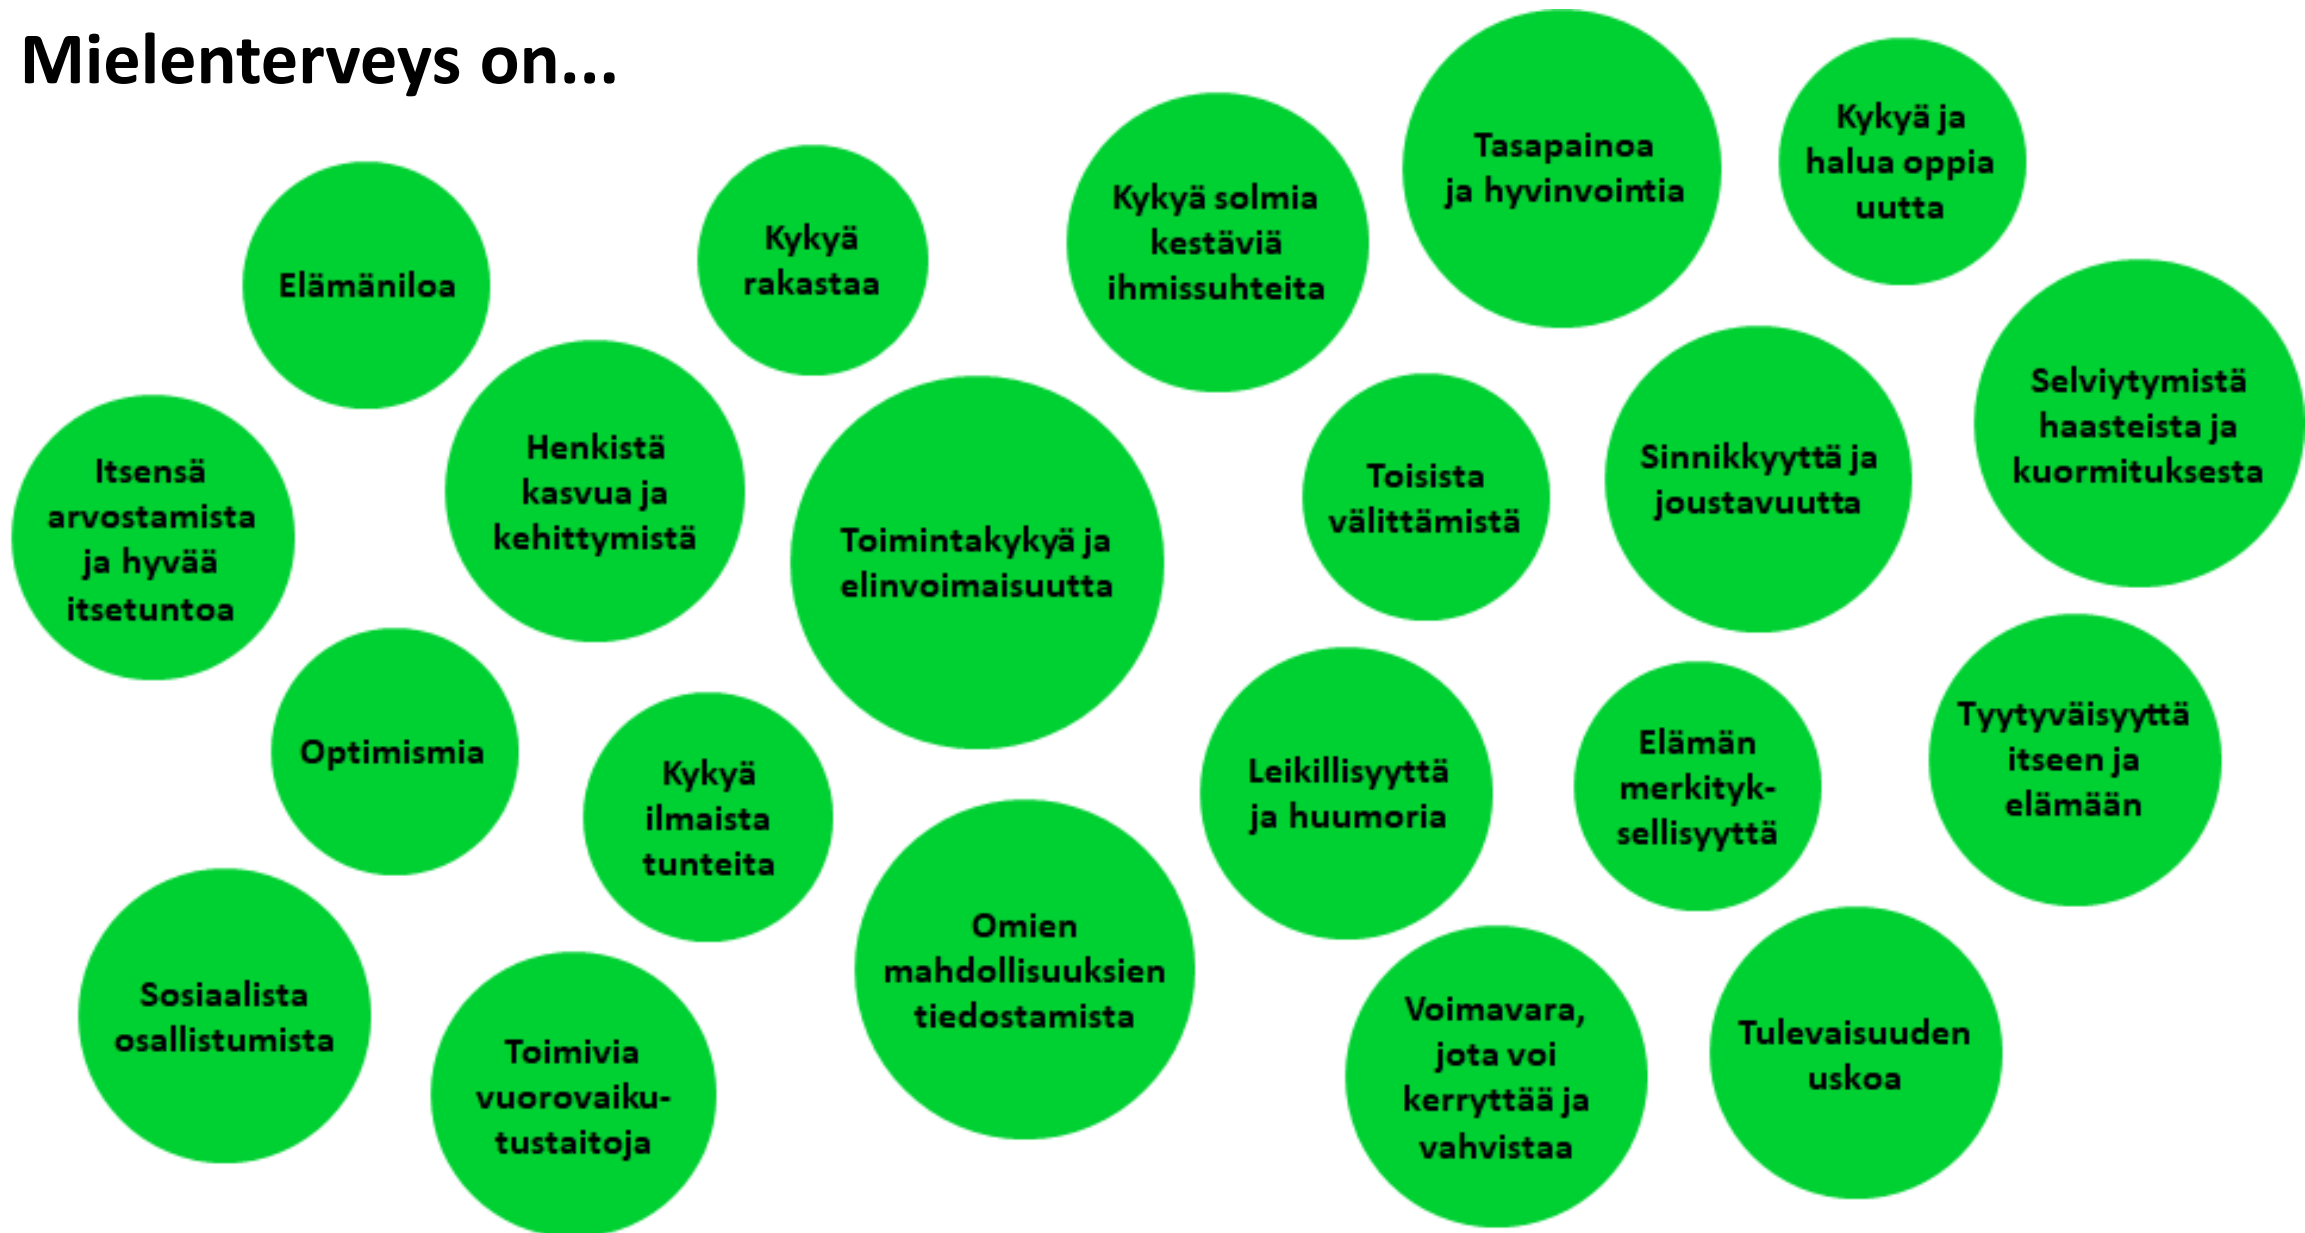 Mielenterveys on...
Elämäniloa
Kykyä
rakastaa
Kykyä solmia
kestäviä
ihmissuhteita
Tasapainoa
ja hyvinvointia
Kykyä ja
halua oppia
uutta
Itsensä
arvostamista
ja hyvää
itsetuntoa
Henkistä
kasvua ja
kehittymistä
Toimintakykyä ja
elinvoimaisuutta
Toisista
välittämistä
Sinnikkyyttä ja
joustavuutta
Selviytymistä
haasteista ja
kuormituksesta
Optimismia
Kykyä
ilmaista
tunteita
Leikillisyyttä
ja huumoria
Elämän
merkityk-
sellisyyttä
Tyytyväisyyttä
itseen ja
elämään
Sosiaalista
osallistumista
Toimivia
vuorovaiku-
tustaitoja
Omien
mahdollisuuksien
tiedostamista
Voimavara,
jota voi
kerryttää ja
vahvistaa
Tulevaisuuden
uskoa